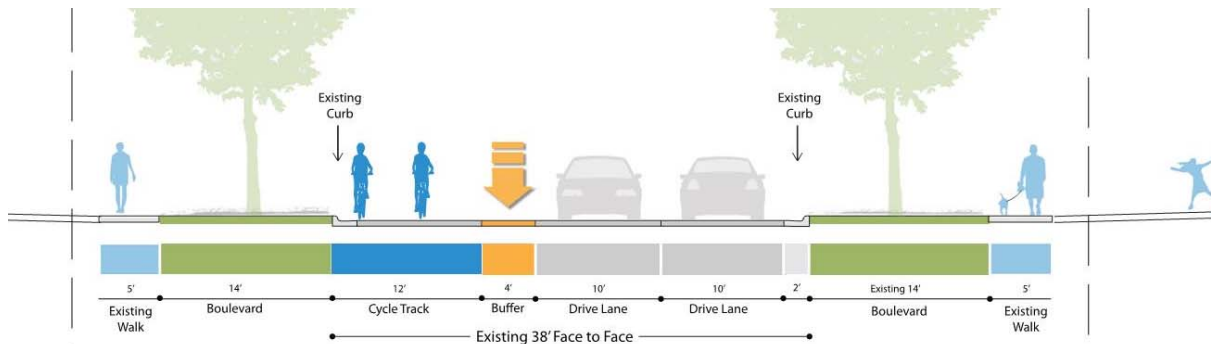 Existing
Curb
Existing
Curb
5'
14'
12'
4'
10'
10'
2'
Existing 14'
5'
Existing
Walk
Boulevard
Cycle Track
Buffer
Drive Lane
Drive Lane
Boulevard
Existing
Walk
Existing 38' Face to Face